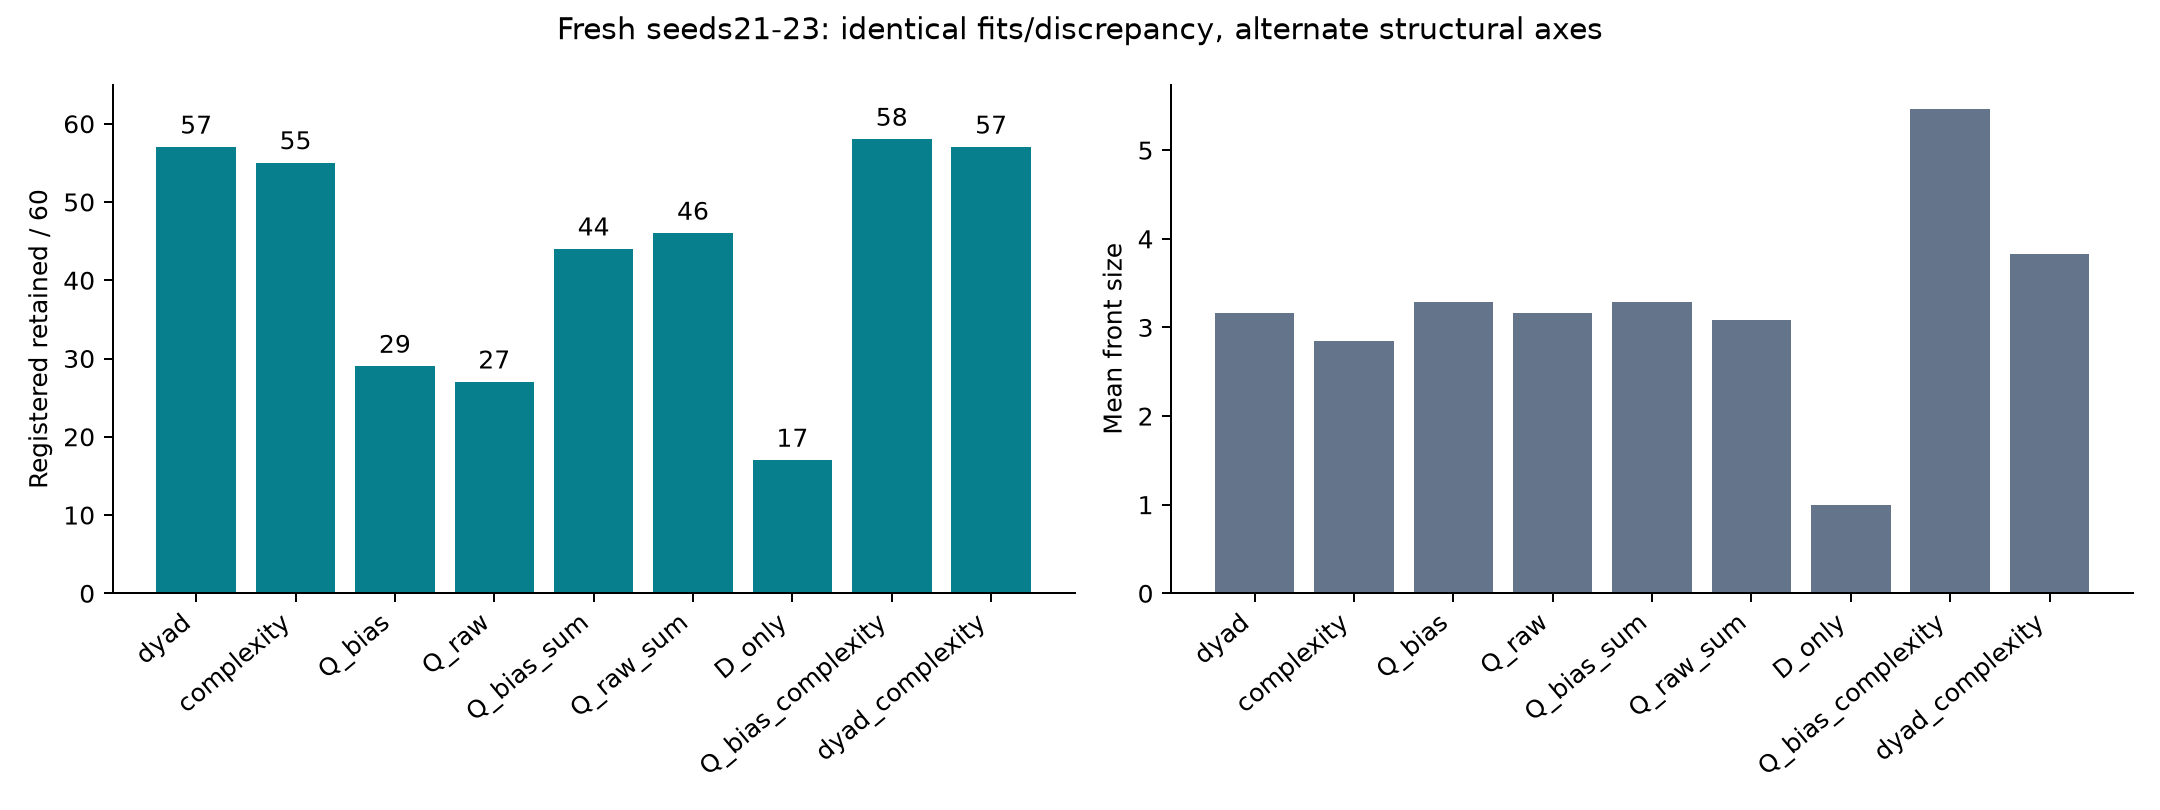 Fresh seeds21-23: identical fits/discrepancy, alternate structural axes
Registered retained / 60
60
50
40
30
20
10
0
57
55
29
27
44
46
17
58
57
dyad
complexity
Q_bias
Q_raw
Q_bias_sum
Q_raw_sum
D_only
Q_bias_complexity
dyad_complexity
Mean front size
5
4
3
2
1
0
dyad
complexity
Q_bias
Q_raw
Q_bias_sum
Q_raw_sum
D_only
Q_bias_complexity
dyad_complexity